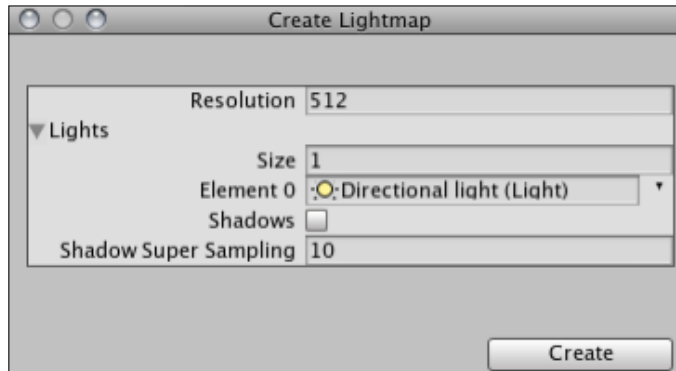 Create Lightmap
Resolution 512
Lights
Size 1
Element 0 Directional light (Light)
Shadows
Shadow Super Sampling 10
Create